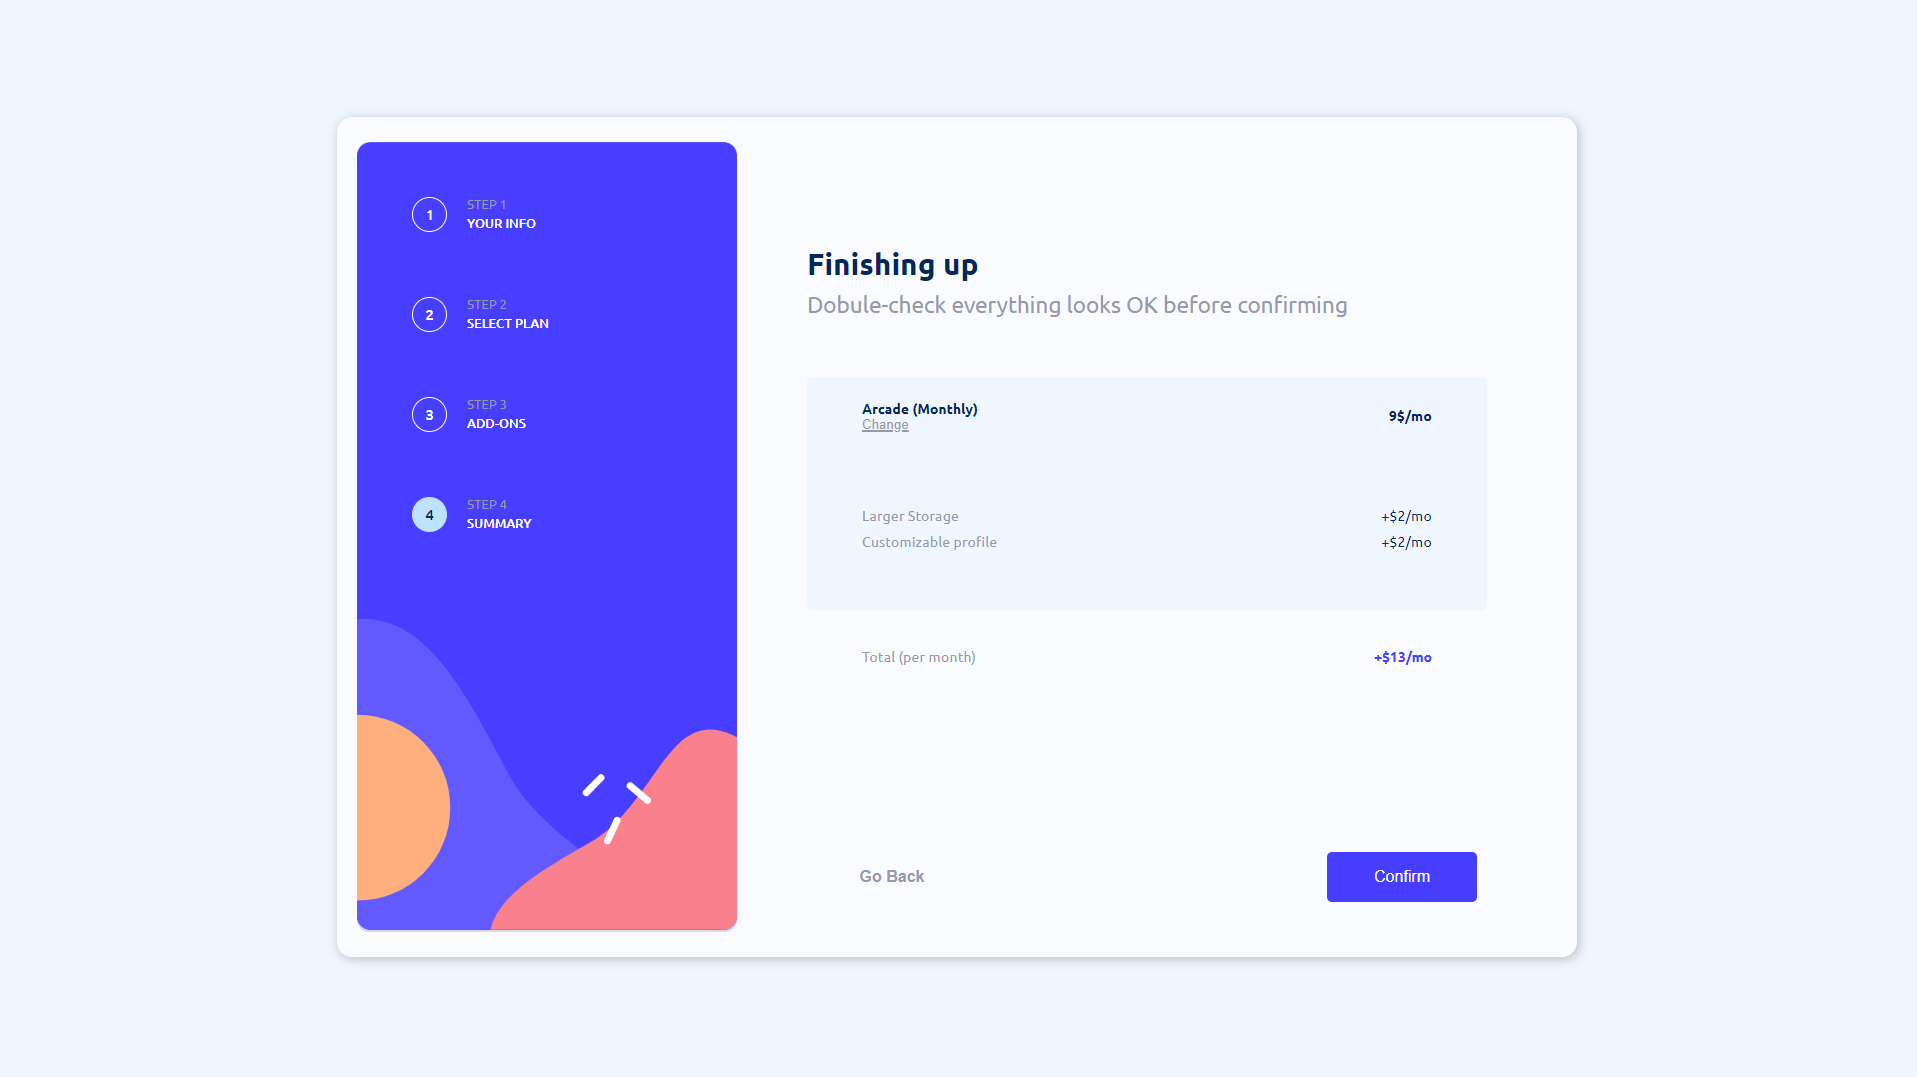 1
STEP 1
YOUR INFO
2
STEP 2
SELECT PLAN
3
STEP 3
ADD-ONS
4
STEP 4
SUMMARY
Finishing up
Dobule-check everything looks OK before confirming
Arcade (Monthly)
Change
9$/mo
Larger Storage +$2/mo
Customizable profile +$2/mo
Total (per month) +$13/mo
Go Back Confirm